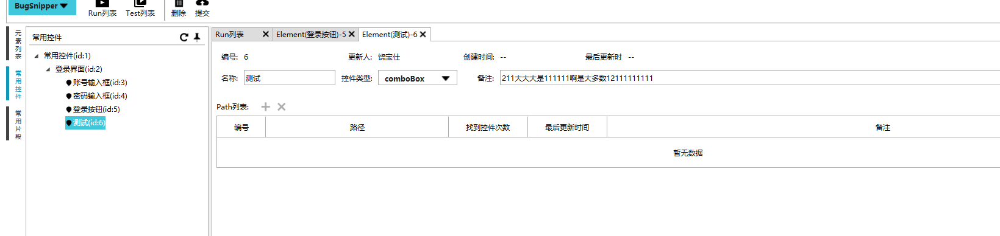 BugSnipper
Run列表 Test列表 删除 提交
元素列表
常用控件
常用片段
常用控件
常用控件(id:1)
登录界面(id:2)
账号输入框(id:3)
密码输入框(id:4)
登录按钮(id:5)
测试(id:6)
Run列表 Element(登录按钮)-5 Element(测试)-6
编号: 6 更新人: 饶宝仕 创建时间: -- 最后更新时 --
名称: 测试 控件类型: comboBox 备注: 211大大大是111111啊是大多数12111111111
Path列表:
编号 路径 找到控件次数 最后更新时间 备注
暂无数据